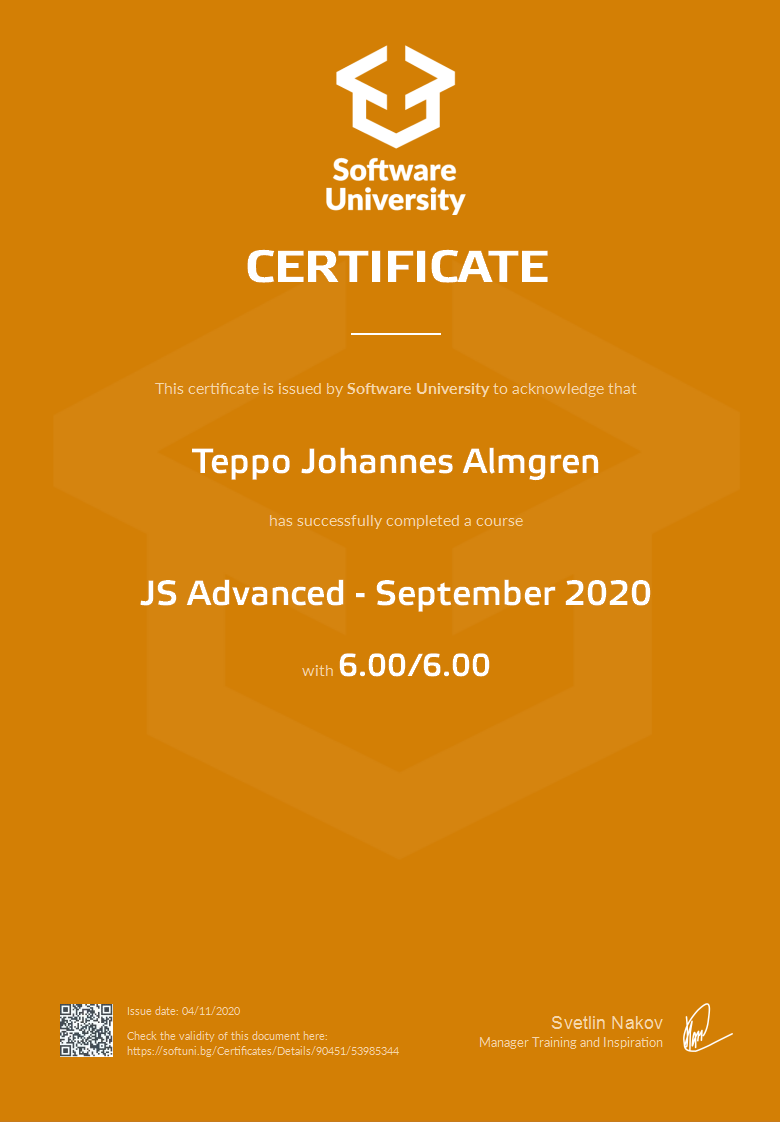 Software
University
CERTIFICATE
This certificate is issued by Software University to acknowledge that
Teppo Johannes Almgren
has successfully completed a course
JS Advanced - September 2020
with 6.00/6.00
Issue date: 04/11/2020
Check the validity of this document here:
https://softuni.bg/Certificates/Details/90451/53985344
Svetlin Nakov
Manager Training and Inspiration